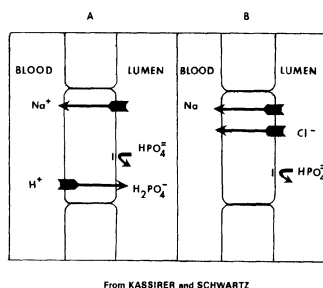 A B
BLOOD LUMEN BLOOD LUMEN
Na⁺ Na
Cl⁻
HPO₄⁼
HPO₄⁼
H⁺ H₂PO₄⁻
From KASSIRER and SCHWARTZ